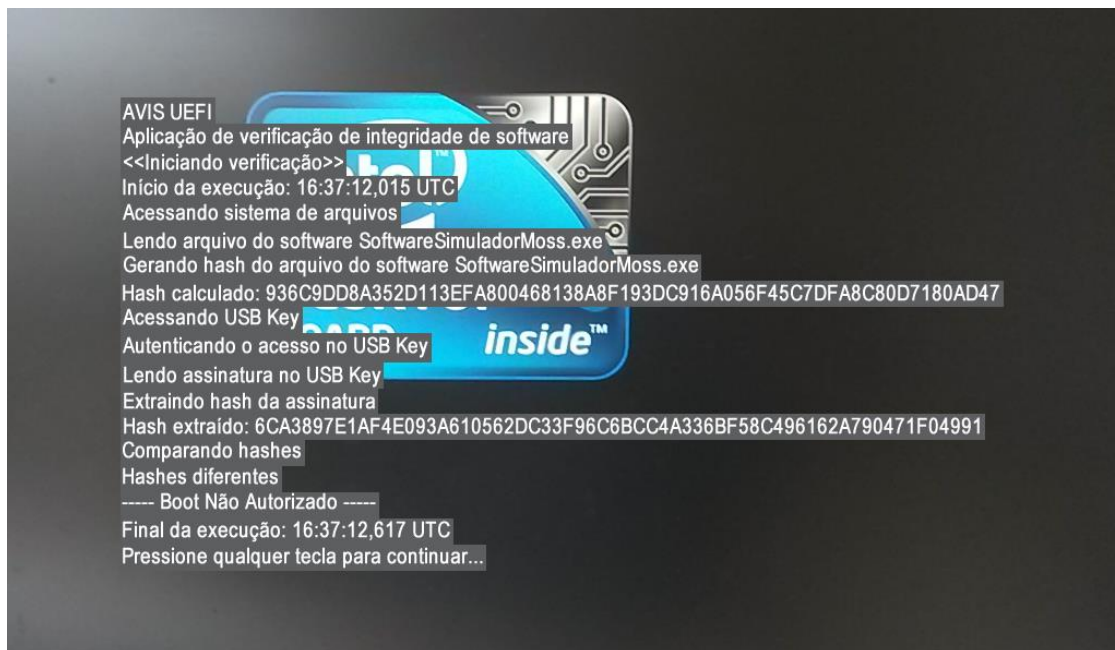 AVIS UEFI
Aplicação de verificação de integridade de software
<<Iniciando verificação>>
Início da execução: 16:37:12,015 UTC
Acessando sistema de arquivos
Lendo arquivo do software SoftwareSimuladorMoss.exe
Gerando hash do arquivo do software SoftwareSimuladorMoss.exe
Hash calculado: 936C9DD8A352D113EFA800468138A8F193DC916A056F45C7DFA8C80D7180AD47
Acessando USB Key
Autenticando o acesso no USB Key
inside™
Lendo assinatura no USB Key
Extraindo hash da assinatura
Hash extraído: 6CA3897E1AF4E093A610562DC33F96C6BCC4A336BF58C496162A790471F04991
Comparando hashes
Hashes diferentes
----- Boot Não Autorizado -----
Final da execução: 16:37:12,617 UTC
Pressione qualquer tecla para continuar...